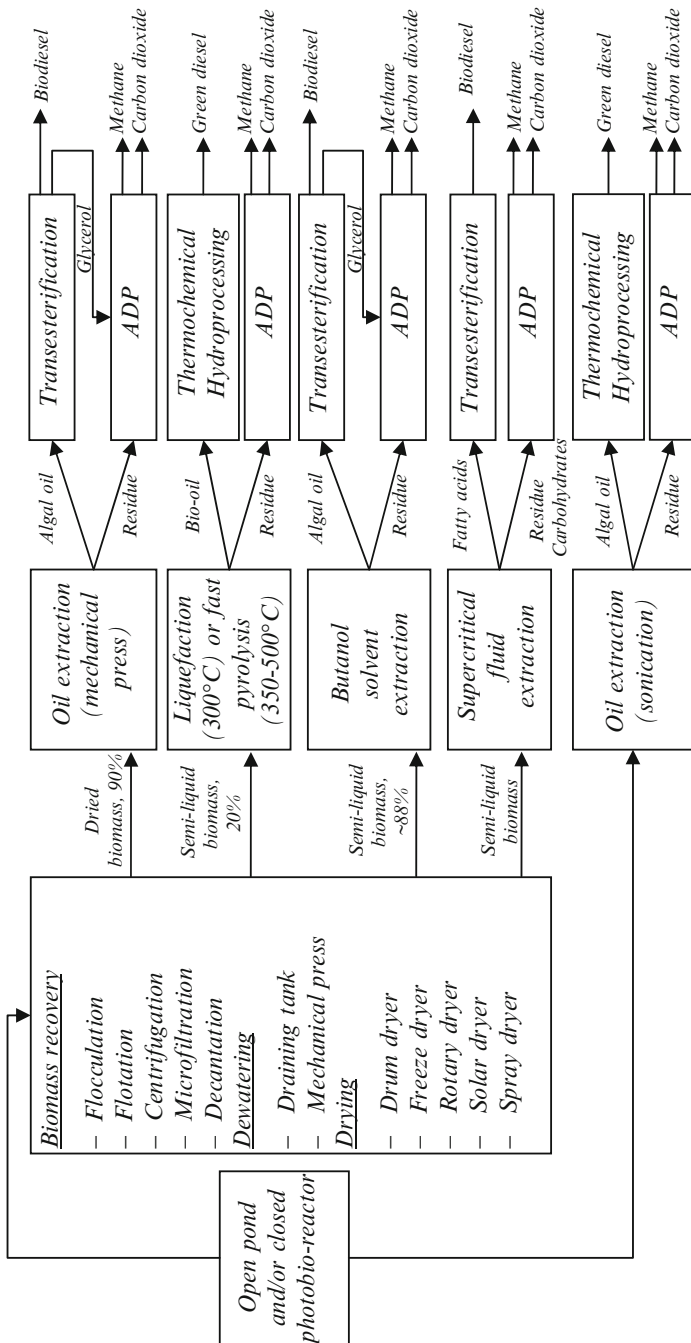 Open pond
and/or closed
photobio-reactor
Biomass recovery
– Flocculation
– Flotation
– Centrifugation
– Microfiltration
– Decantation
Dewatering
– Draining tank
– Mechanical press
Drying
– Drum dryer
– Freeze dryer
– Rotary dryer
– Solar dryer
– Spray dryer
Dried
biomass, 90%
Semi-liquid
biomass,
20%
Semi-liquid
biomass,
~88%
Semi-liquid
biomass
Oil extraction
(mechanical
press)
Liquefaction
(300°C) or fast
pyrolysis
(350-500°C)
Butanol
solvent
extraction
Supercritical
fluid
extraction
Oil extraction
(sonication)
Algal oil
Residue
Bio-oil
Residue
Algal oil
Residue
Fatty acids
Residue
Carbohydrates
Algal oil
Residue
Transesterification
Glycerol
ADP
Thermochemical
Hydroprocessing
ADP
Transesterification
Glycerol
ADP
Transesterification
ADP
Thermochemical
Hydroprocessing
ADP
Biodiesel
Methane
Carbon dioxide
Green diesel
Methane
Carbon dioxide
Biodiesel
Methane
Carbon dioxide
Biodiesel
Methane
Carbon dioxide
Green diesel
Methane
Carbon dioxide